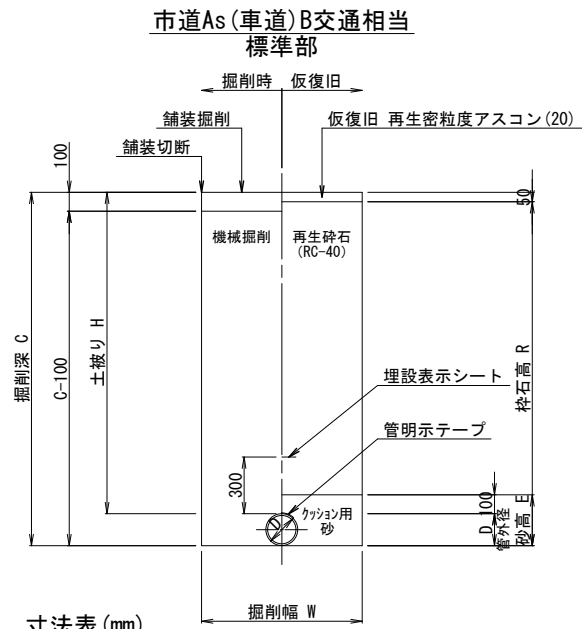 市道As(車道)B交通相当
標準部
掘削時 仮復旧
舗装掘削
仮復旧 再生密粒度アスコン(20)
舗装切断
100
50
機械掘削
再生砕石
(RC-40)
掘削深 C
C-100
土被り H
枠石高 R
埋設表示シート
管明示テープ
300
クッション用
砂
D
D 100
管外径
砂高 E
掘削幅 W
寸法表(mm)